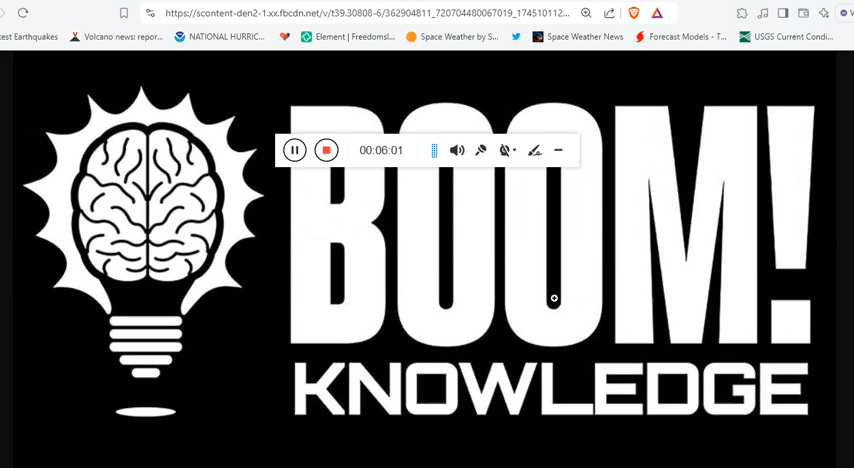 https://scontent-den2-1.xx.fbcdn.net/v/t39.30808-6/362904811_720704480067019_174510112...
test Earthquakes
Volcano news: repor...
NATIONAL HURRIC...
Element | Freedomsl...
Space Weather by S...
Space Weather News
Forecast Models - T...
USGS Current Condi...
00:06:01
BOOM!
KNOWLEDGE